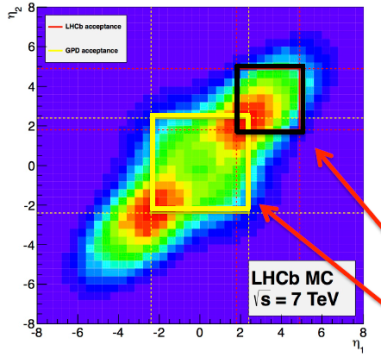 η₂
8
LHCb acceptance
GPD acceptance
6
4
2
0
-2
-4
-6
-8
LHCb MC
√s = 7 TeV
-8 -6 -4 -2 0 2 4 6 8
η₁